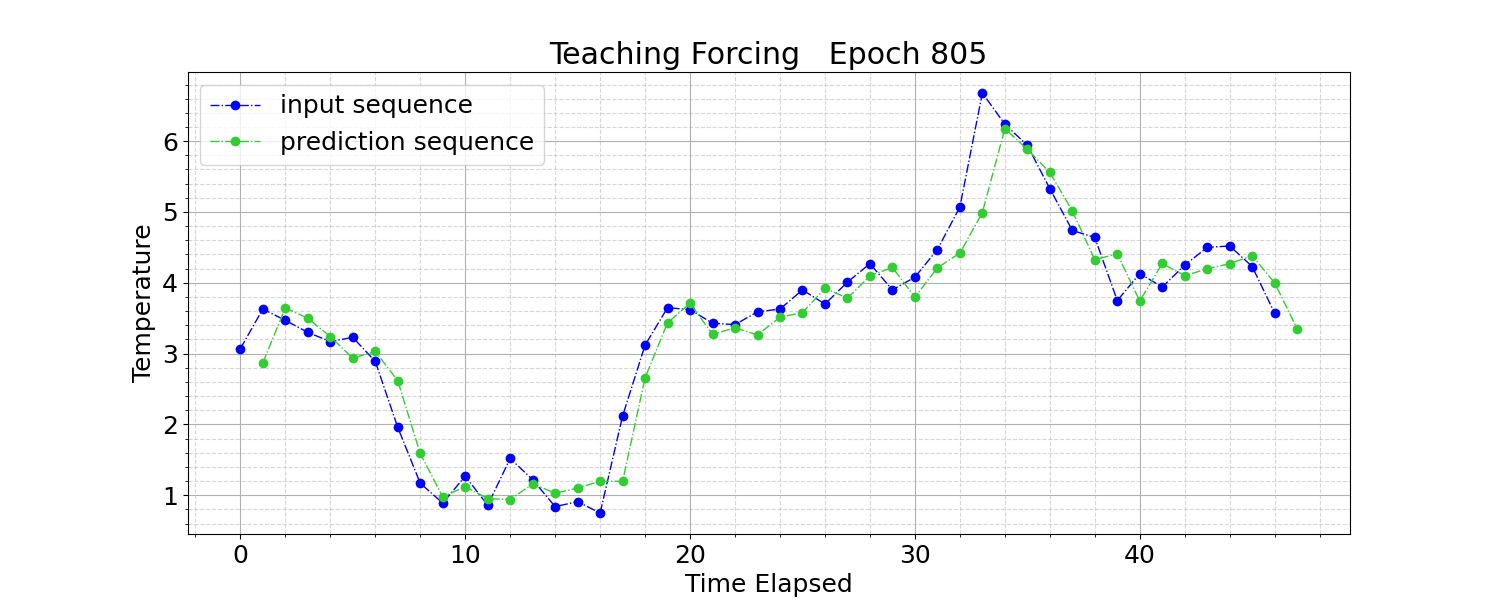 Teaching Forcing   Epoch 805
input sequence
prediction sequence
Temperature
6
5
4
3
2
1
0 10 20 30 40
Time Elapsed